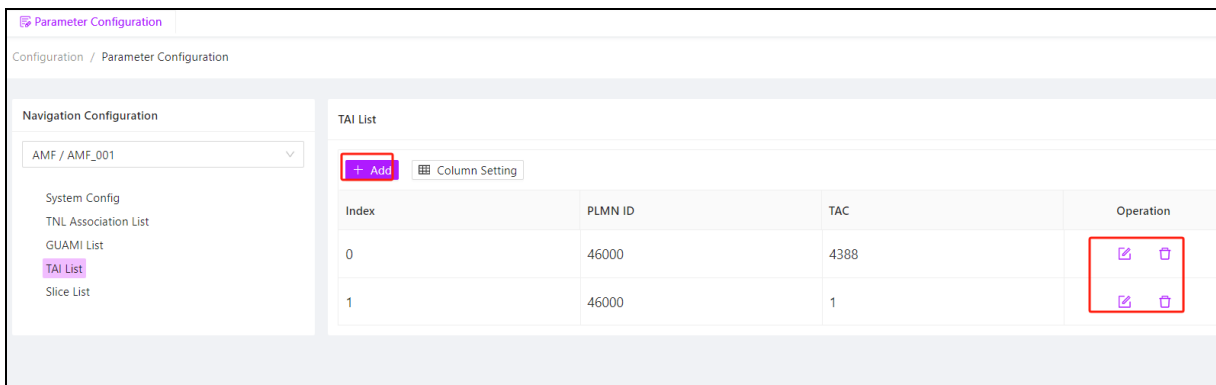 Parameter Configuration
Configuration / Parameter Configuration
Navigation Configuration
AMF / AMF_001
System Config
TNL Association List
GUAMI List
TAI List
Slice List
TAI List
+ Add Column Setting
Index PLMN ID TAC Operation
0 46000 4388
1 46000 1